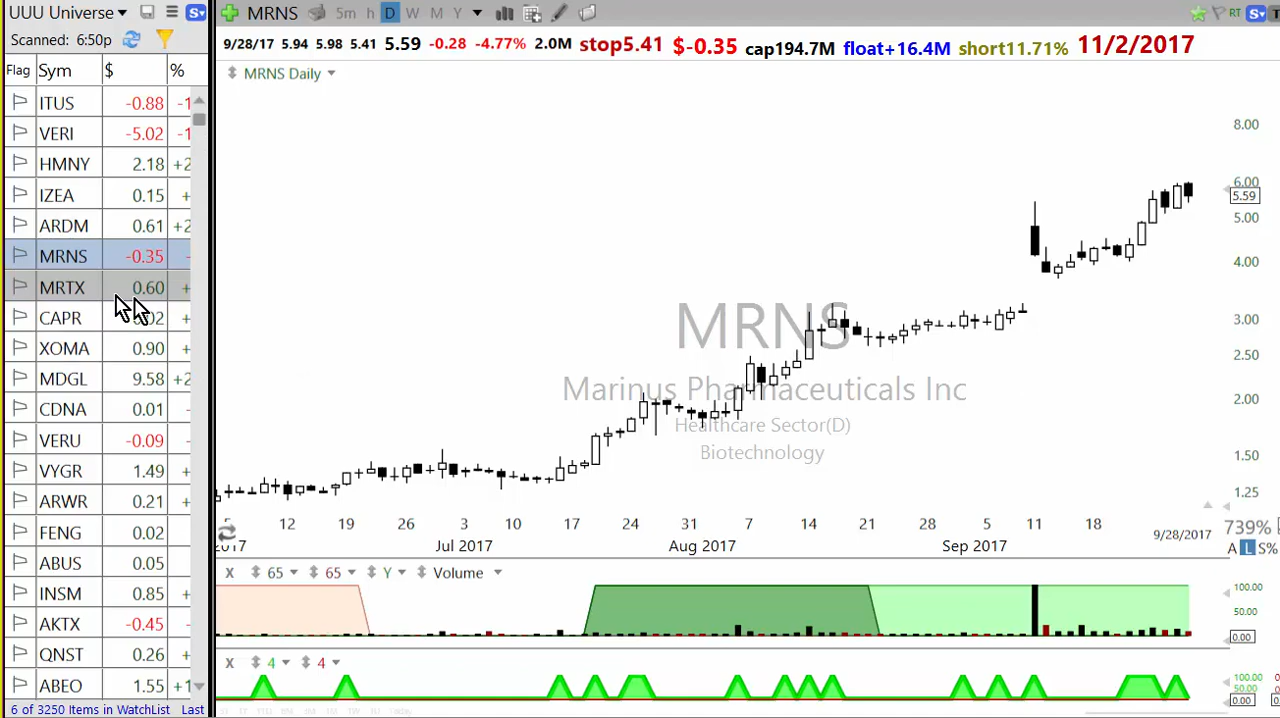 UUU Universe
Scanned: 6:50p
Flag Sym $ %
ITUS -0.88 -1
VERI -5.02 -1
HMNY 2.18 +2
IZEA 0.15 +
ARDM 0.61 +2
MRNS -0.35 -
MRTX 0.60 +
CAPR +
XOMA 0.90 +
MDGL 9.58 +2
CDNA 0.01 -
VERU -0.09 -
VYGR 1.49 +
ARWR 0.21 +
FENG 0.02
ABUS 0.05
INSM 0.85 +
AKTX -0.45 -
QNST 0.26 +
ABEO 1.55 +1
6 of 3250 Items in WatchList Last
MRNS 5m h D W M Y RT S
9/28/17 5.94 5.98 5.41 5.59 -0.28 -4.77% 2.0M stop5.41 $-0.35 cap194.7M float+16.4M short11.71% 11/2/2017
MRNS Daily
8.00
6.00
5.59
5.00
4.00
3.00
2.50
2.00
1.50
1.25
MRNS
Marinus Pharmaceuticals Inc
Healthcare Sector(D)
Biotechnology
12 19 26 3 10 17 24 31 7 14 21 28 5 11 18 739%
2017 Jul 2017 Aug 2017 Sep 2017 9/28/2017 A L S%
X 65 65 Y Volume
100.00
50.00
0.00
X 4 4
100.00
50.00
0.00